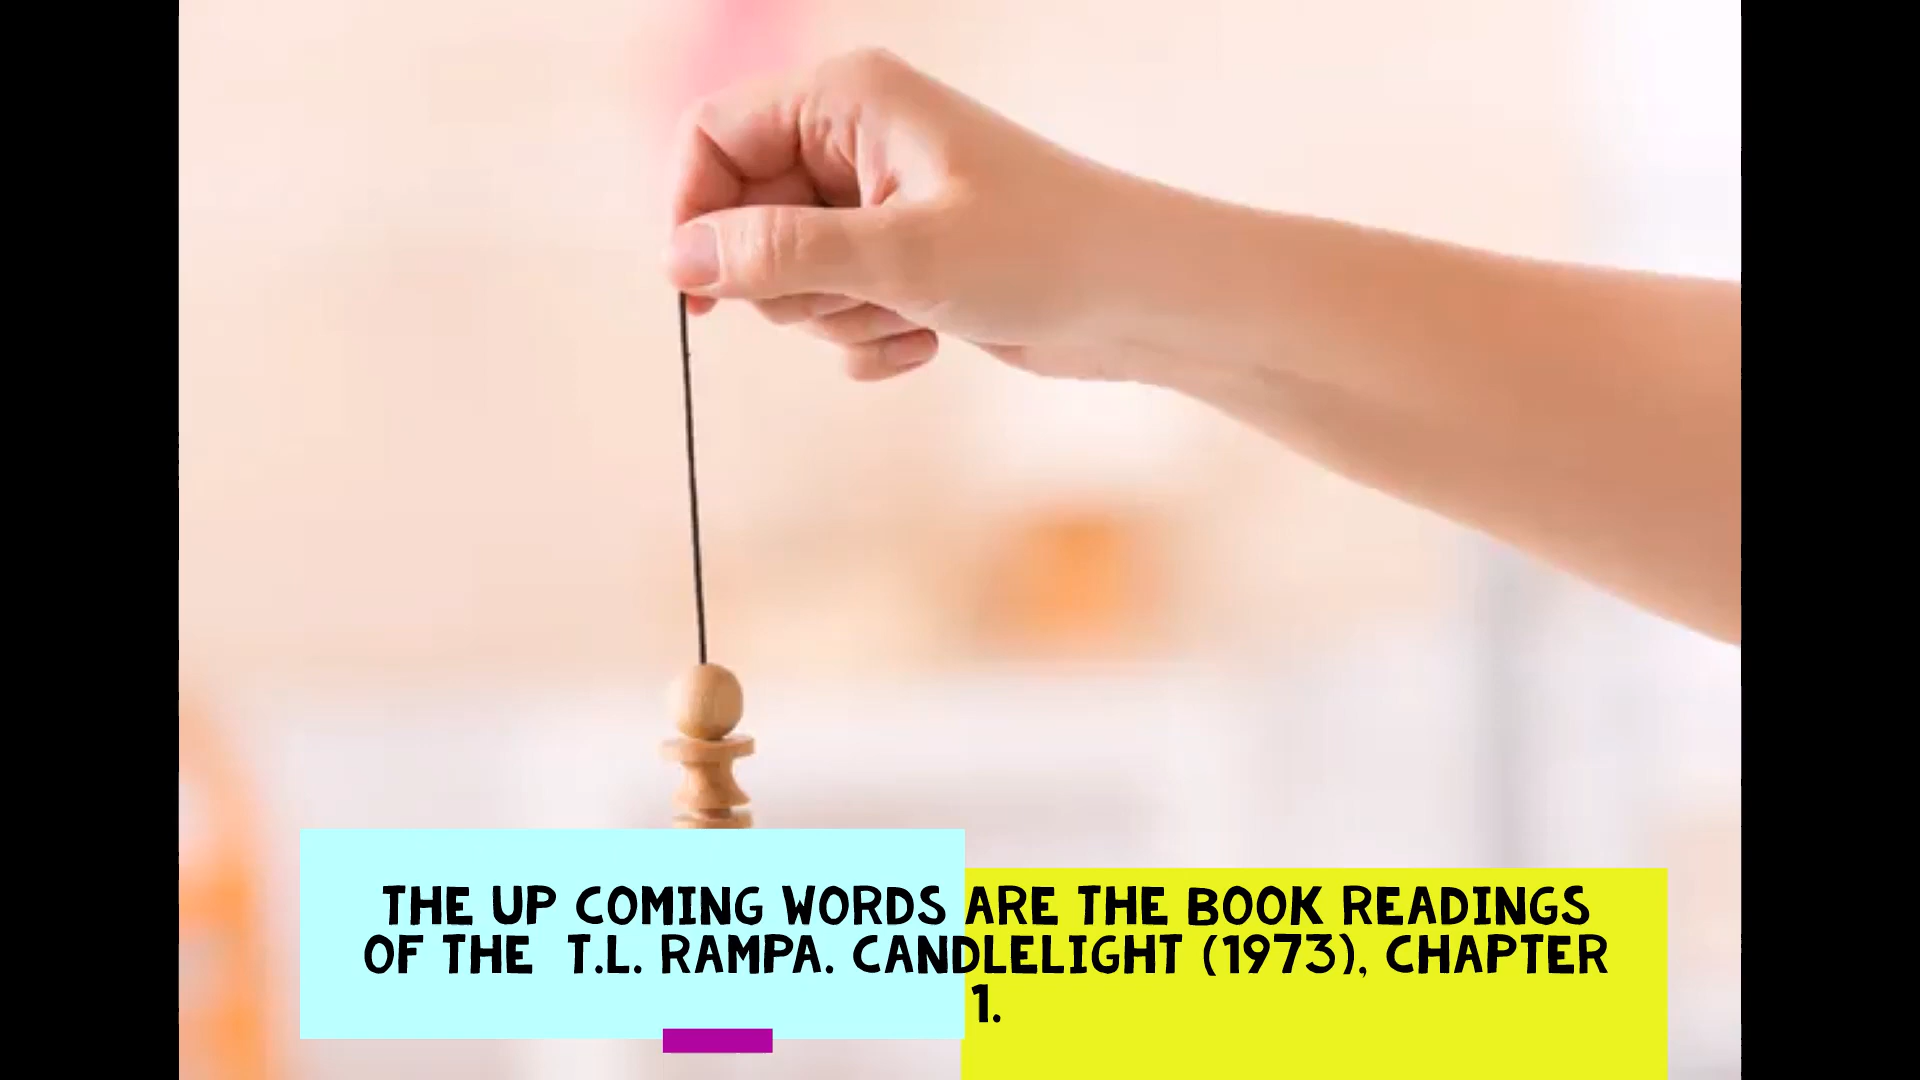 THE UP COMING WORDS ARE THE BOOK READINGS
OF THE T.L. RAMPA. CANDLELIGHT (1973), CHAPTER
1.